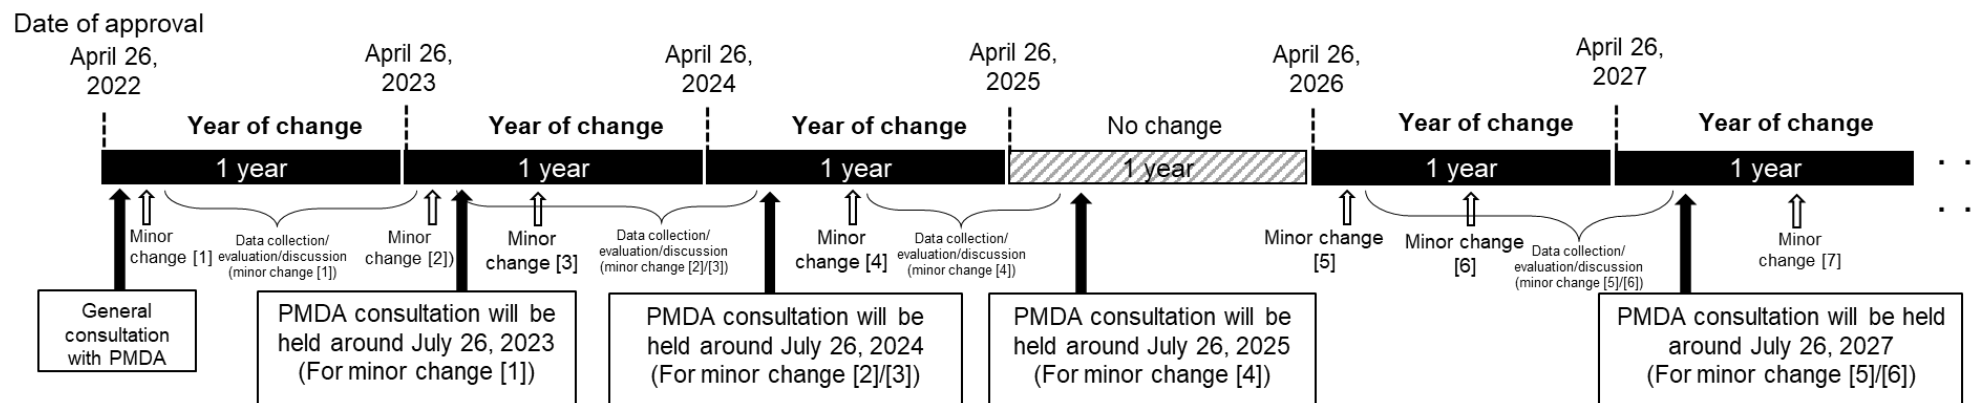 Date of approval
April 26,
2022
April 26,
2023
April 26,
2024
April 26,
2025
April 26,
2026
April 26,
2027
Year of change
Year of change
Year of change
No change
Year of change
Year of change
1 year
1 year
1 year
1 year
1 year
1 year
. .
. .
Minor
change [1]
Data collection/
evaluation/discussion
(minor change [1])
Minor
change [2])
Minor
change [3]
Data collection/
evaluation/discussion
(minor change [2]/[3])
Minor
change [4]
Data collection/
evaluation/discussion
(minor change [4])
Minor change
[5]
Minor change
[6]
Data collection/
evaluation/discussion
(minor change [5]/[6])
Minor
change [7]
General
consultation
with PMDA
PMDA consultation will be
held around July 26, 2023
(For minor change [1])
PMDA consultation will be
held around July 26, 2024
(For minor change [2]/[3])
PMDA consultation will be
held around July 26, 2025
(For minor change [4])
PMDA consultation will be held
around July 26, 2027
(For minor change [5]/[6])